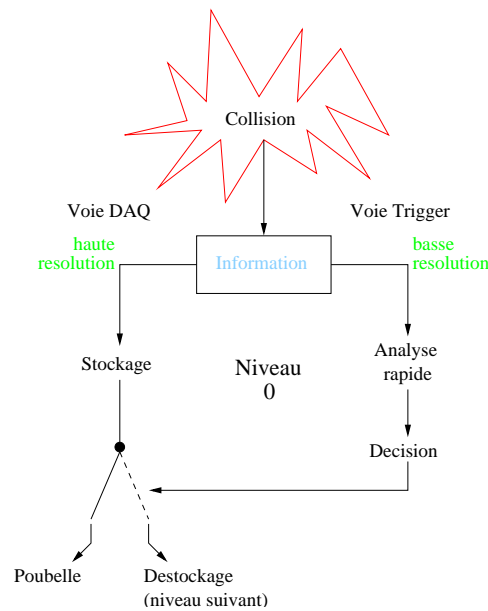 Collision
Voie DAQ
Voie Trigger
haute
resolution
Information
basse
resolution
Stockage
Niveau
0
Analyse
rapide
Decision
Poubelle
Destockage
(niveau suivant)